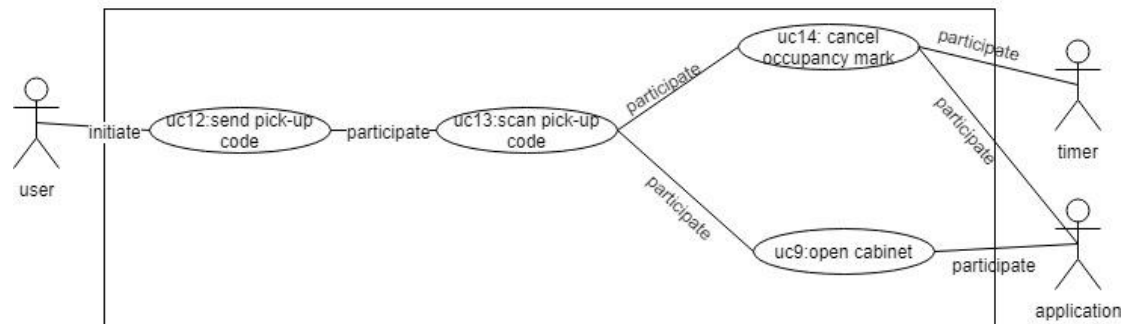 uc14: cancel
occupancy mark
participate
timer
participate
participate
user
initiate
uc12:send pick-up
code
participate
uc13:scan pick-up
code
participate
uc9:open cabinet
participate
application